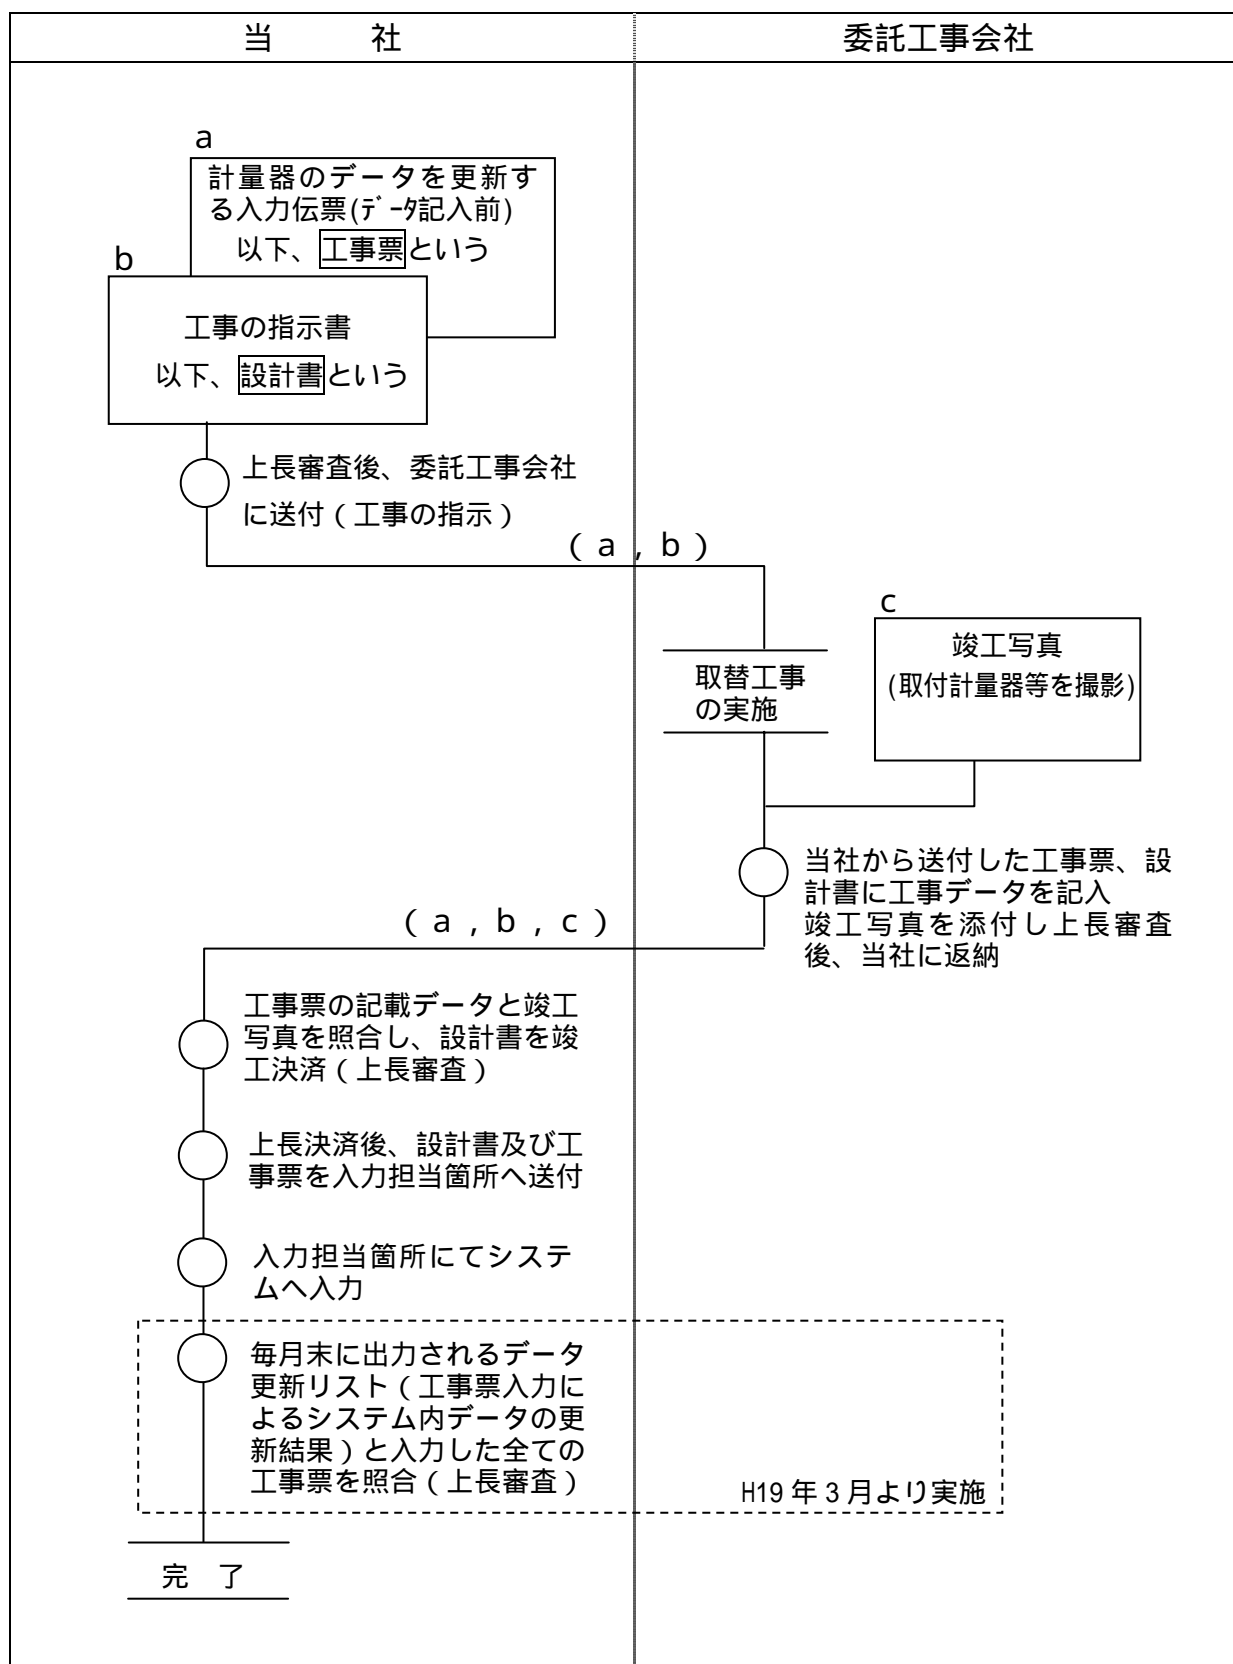 当　　　社
委託工事会社
a
計量器のデータを更新す
る入力伝票(ﾃﾞｰﾀ記入前)
以下、工事票という
b
工事の指示書
以下、設計書という
上長審査後、委託工事会社
に送付（工事の指示）
（a，b）
c
竣工写真
(取付計量器等を撮影)
取替工事
の実施
当社から送付した工事票、設
計書に工事データを記入
竣工写真を添付し上長審査
後、当社に返納
（a，b，c）
工事票の記載データと竣工
写真を照合し、設計書を竣
工決済（上長審査）
上長決済後、設計書及び工
事票を入力担当箇所へ送付
入力担当箇所にてシステ
ムへ入力
毎月末に出力されるデータ
更新リスト（工事票入力に
よるシステム内データの更
新結果）と入力した全ての
工事票を照合（上長審査）
H19年３月より実施
完　了